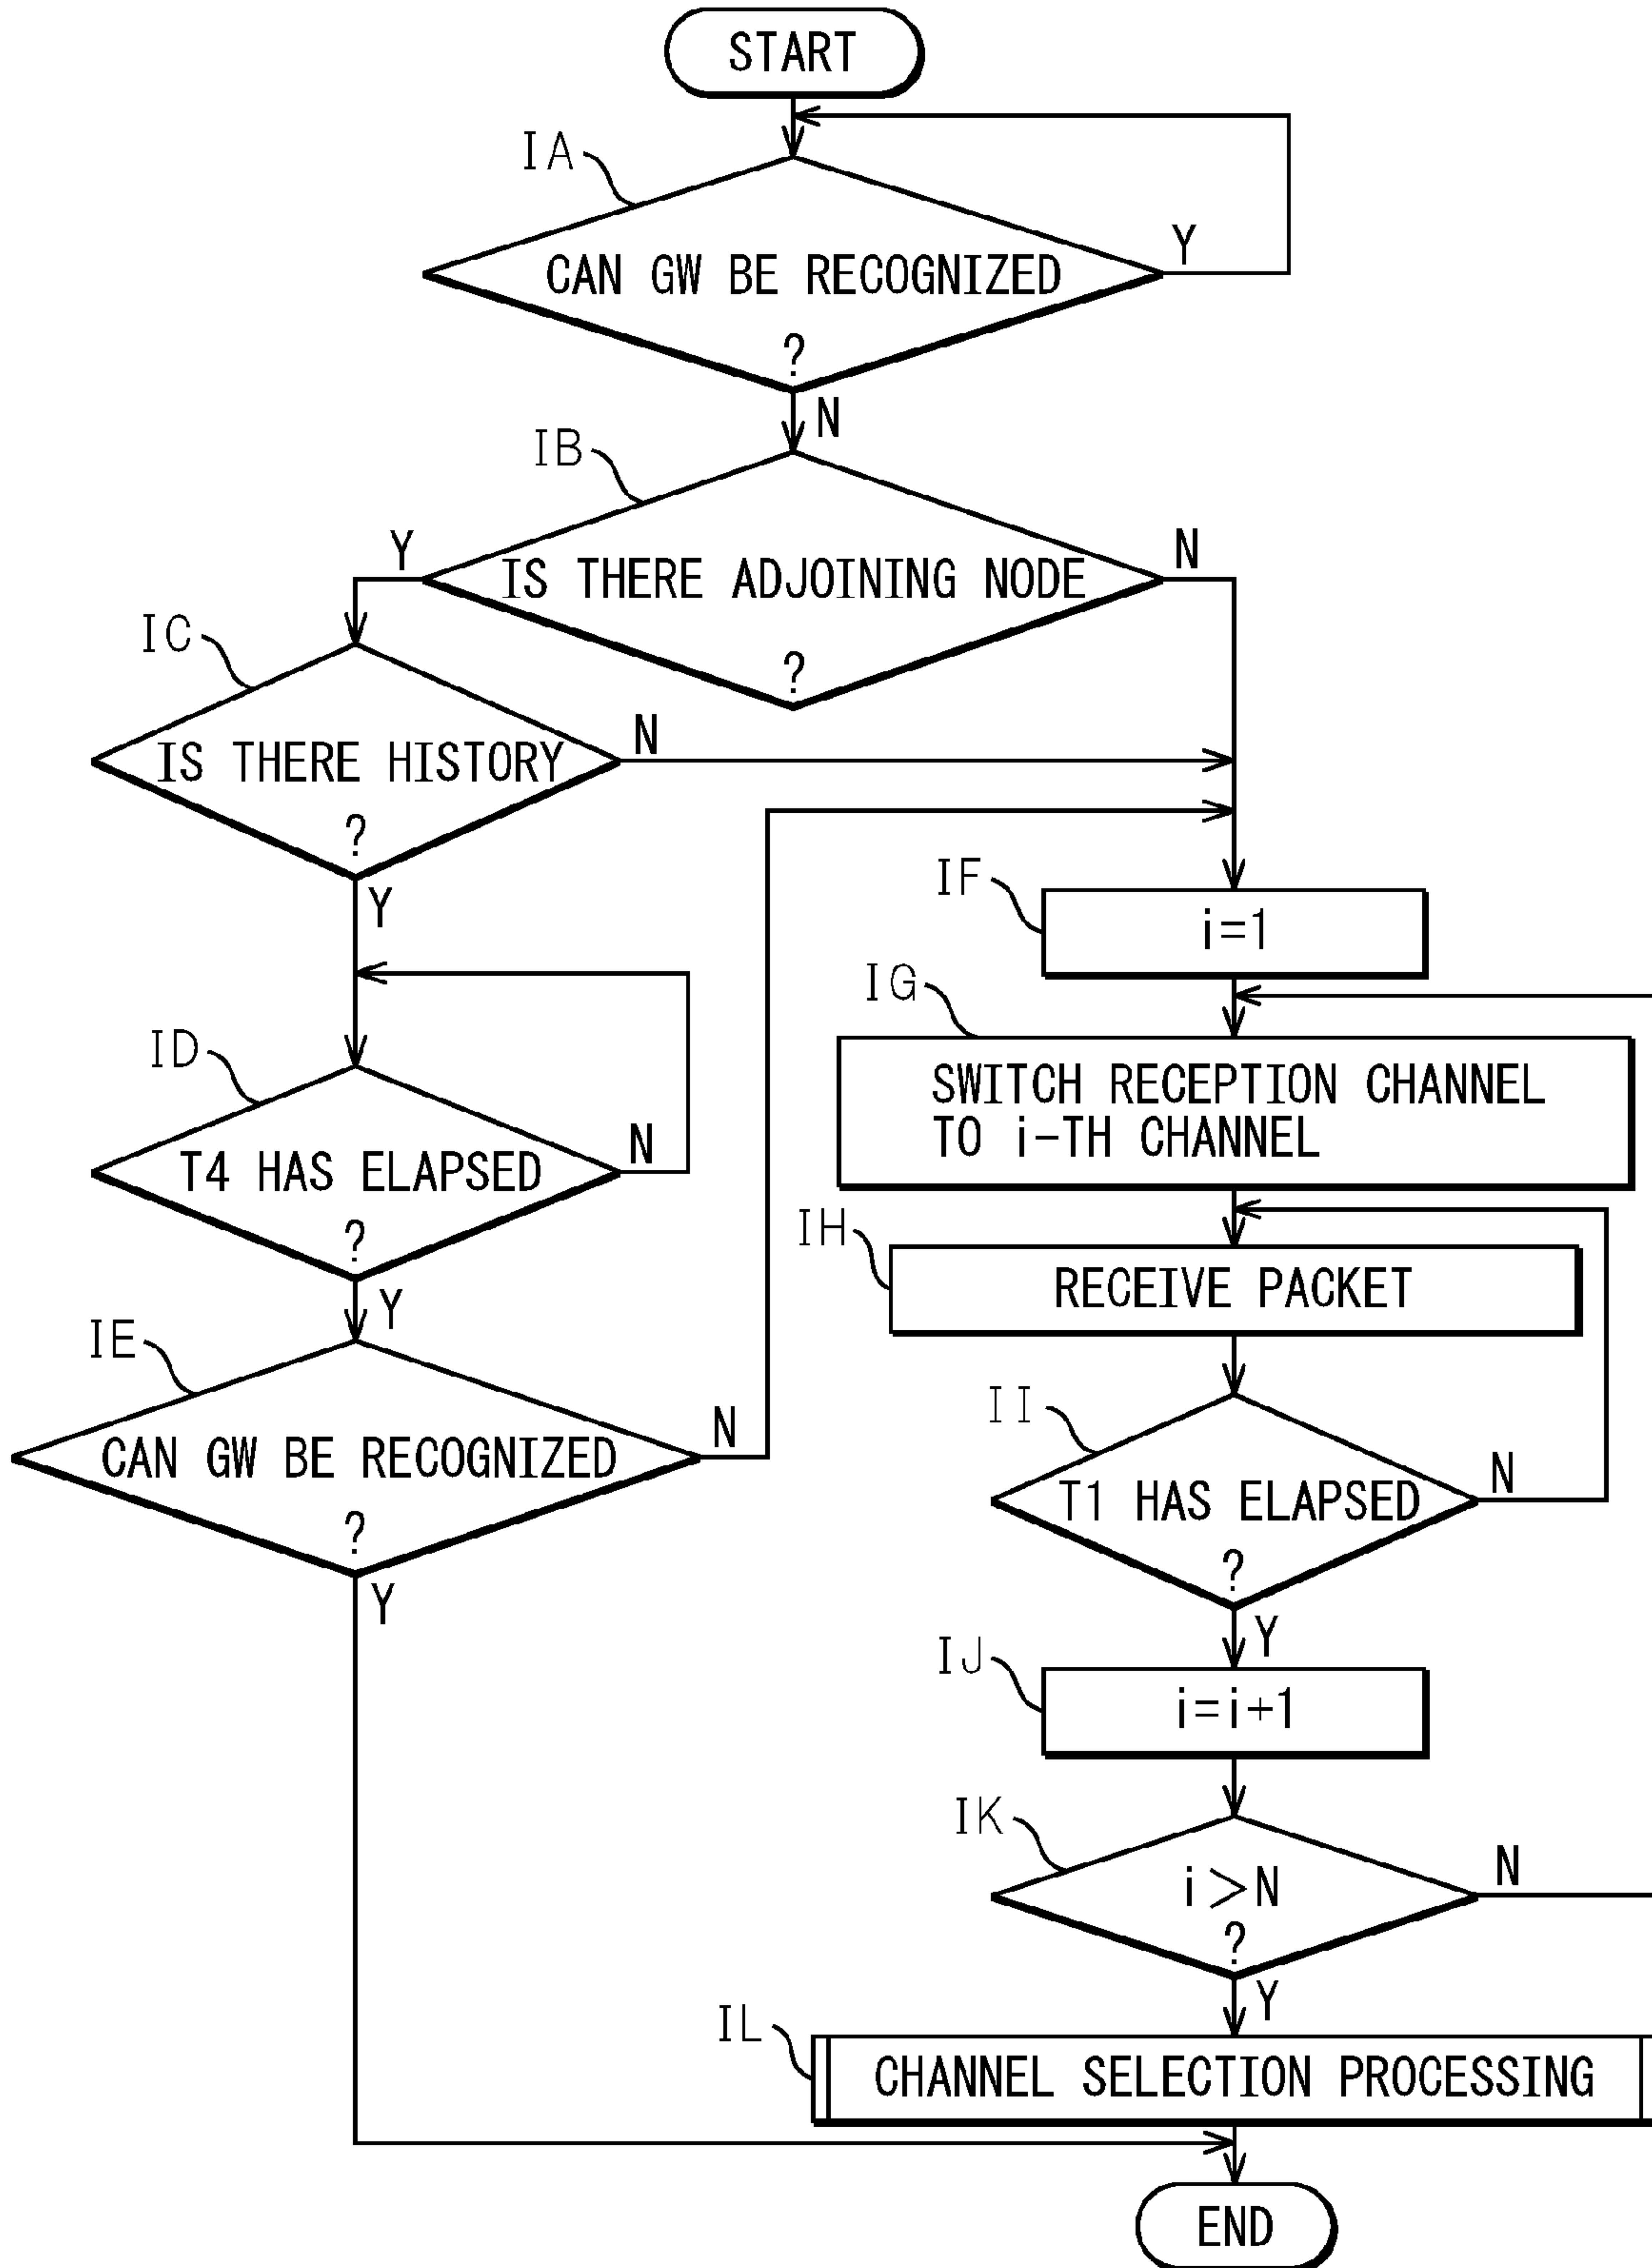 START
IA
CAN GW BE RECOGNIZED
?
Y
N
IB
IS THERE ADJOINING NODE
?
Y
N
IC
IS THERE HISTORY
?
N
Y
ID
T4 HAS ELAPSED
?
N
Y
IE
CAN GW BE RECOGNIZED
?
N
Y
IF
i=1
IG
SWITCH RECEPTION CHANNEL
TO i-TH CHANNEL
IH
RECEIVE PACKET
II
T1 HAS ELAPSED
?
N
Y
IJ
i=i+1
IK
i>N
?
N
Y
IL
CHANNEL SELECTION PROCESSING
END